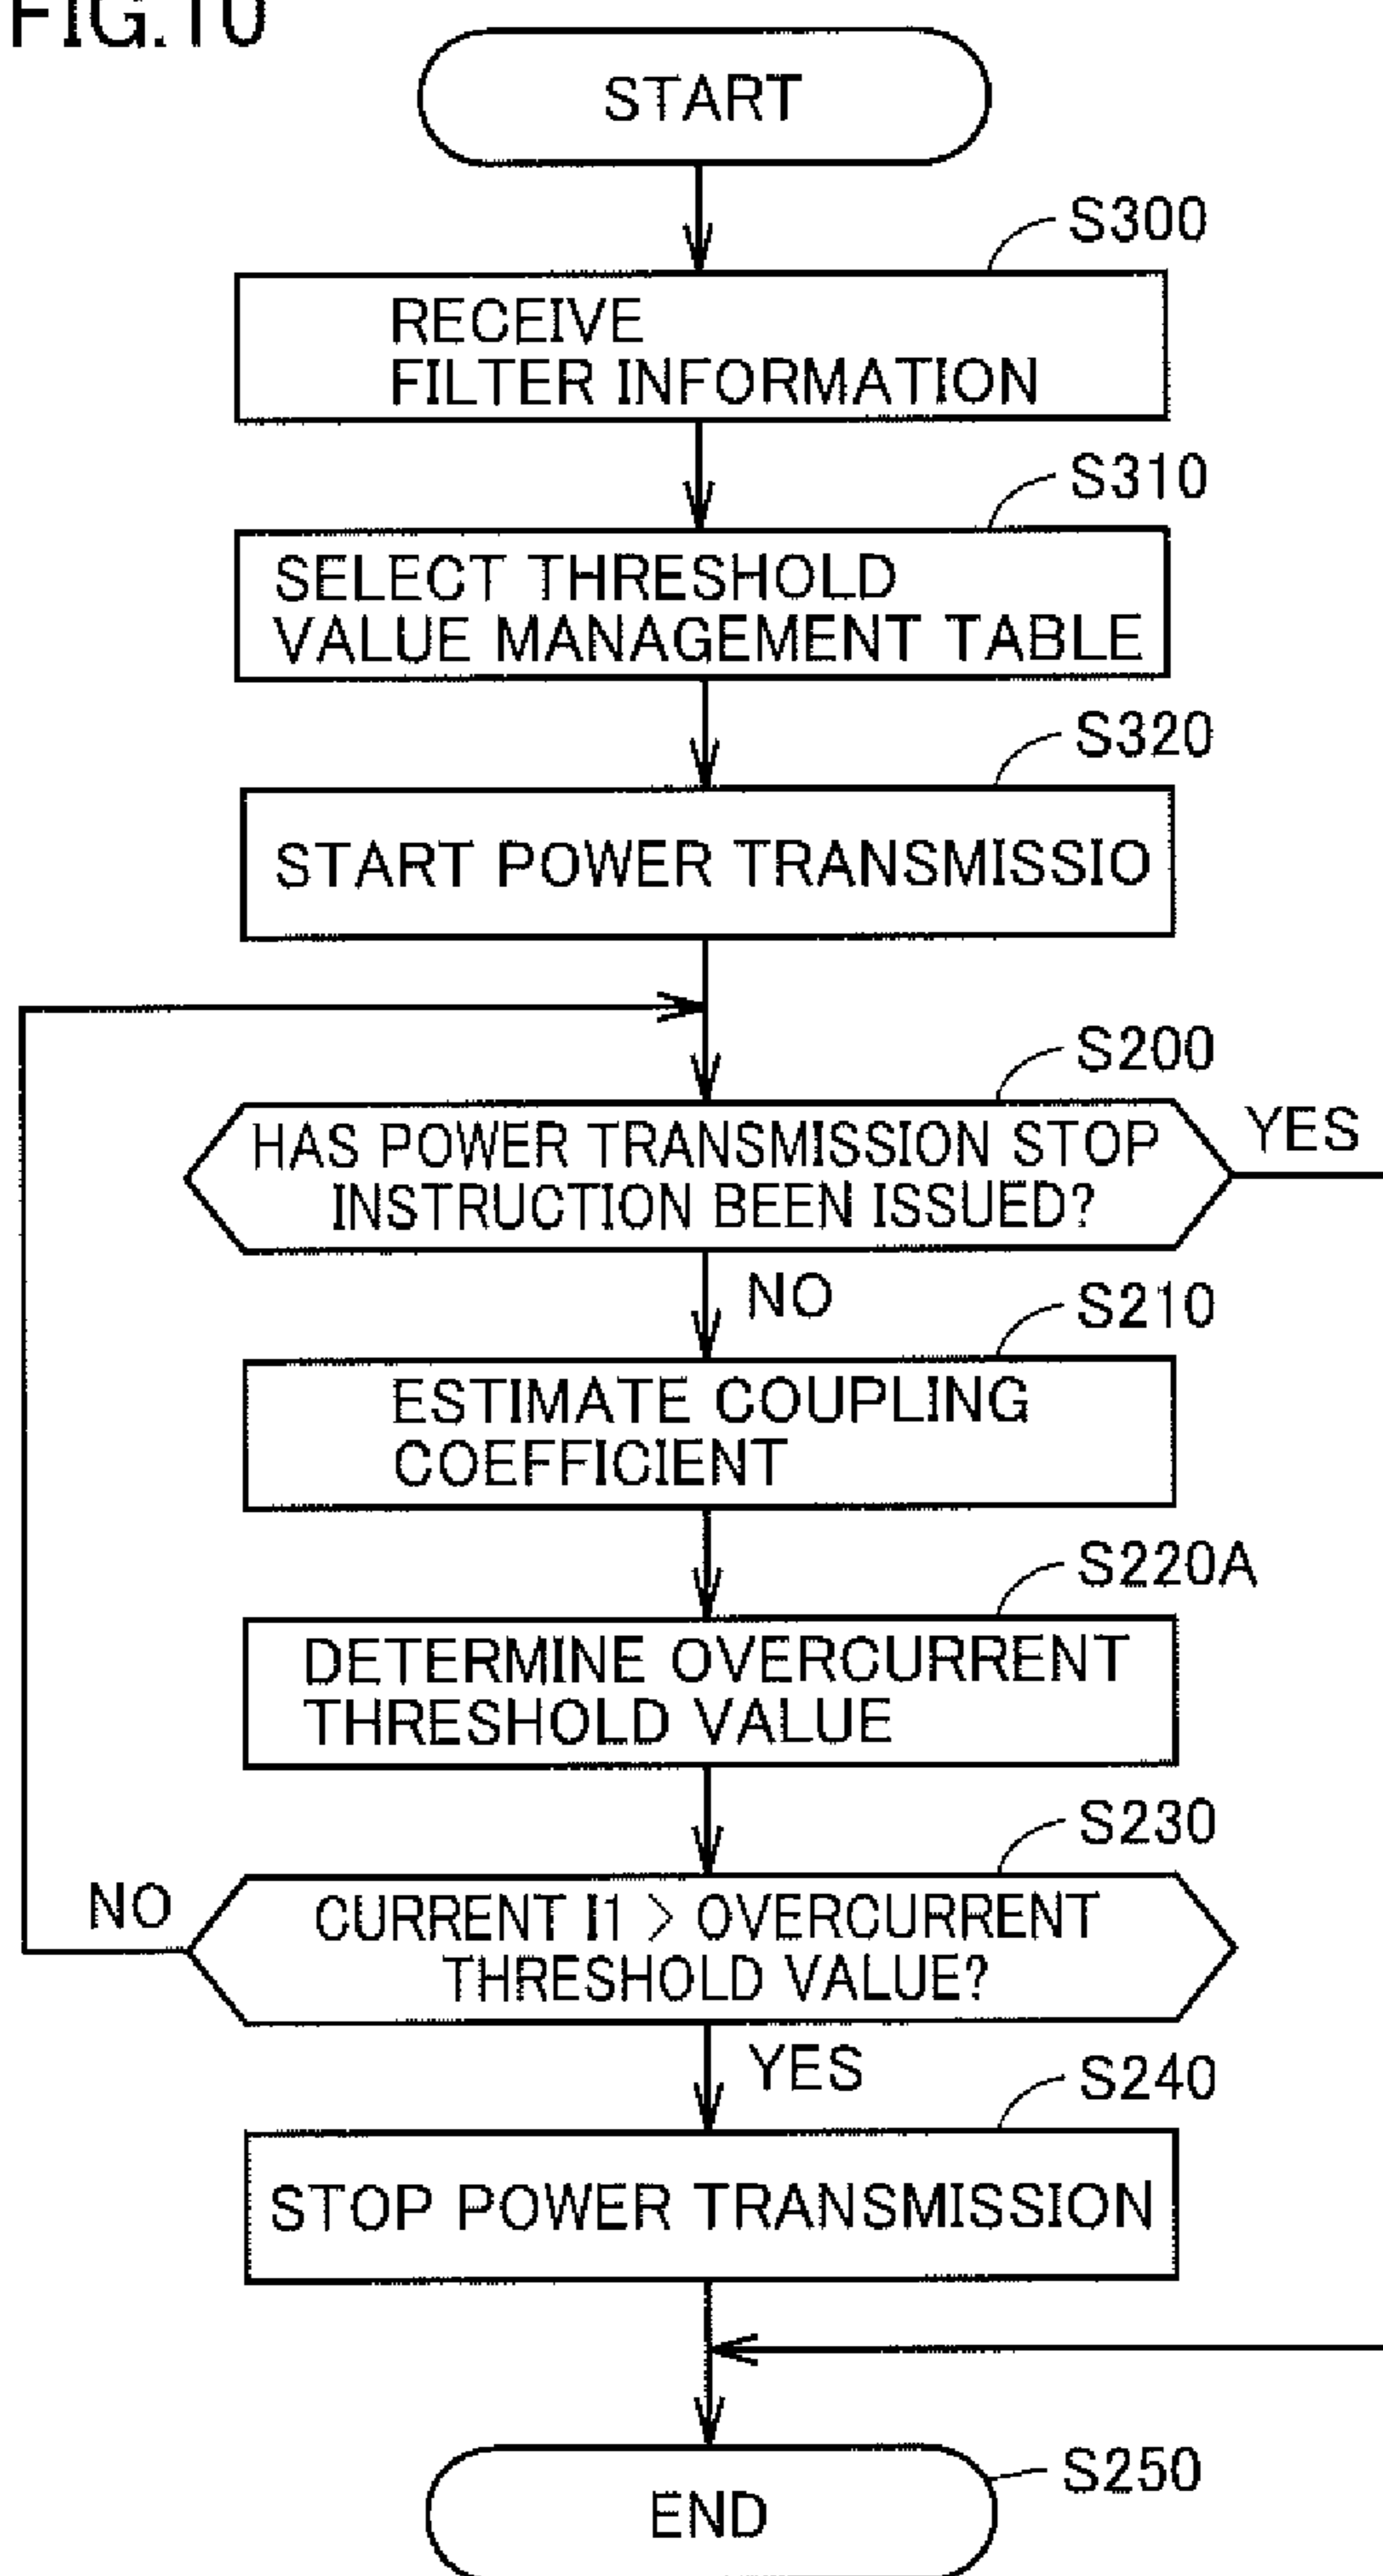 FIG.10
START
S300
RECEIVE
FILTER INFORMATION
S310
SELECT THRESHOLD
VALUE MANAGEMENT TABLE
S320
START POWER TRANSMISSIO
S200
HAS POWER TRANSMISSION STOP
INSTRUCTION BEEN ISSUED?
YES
NO
S210
ESTIMATE COUPLING
COEFFICIENT
S220A
DETERMINE OVERCURRENT
THRESHOLD VALUE
S230
NO
CURRENT I1 > OVERCURRENT
THRESHOLD VALUE?
YES
S240
STOP POWER TRANSMISSION
S250
END